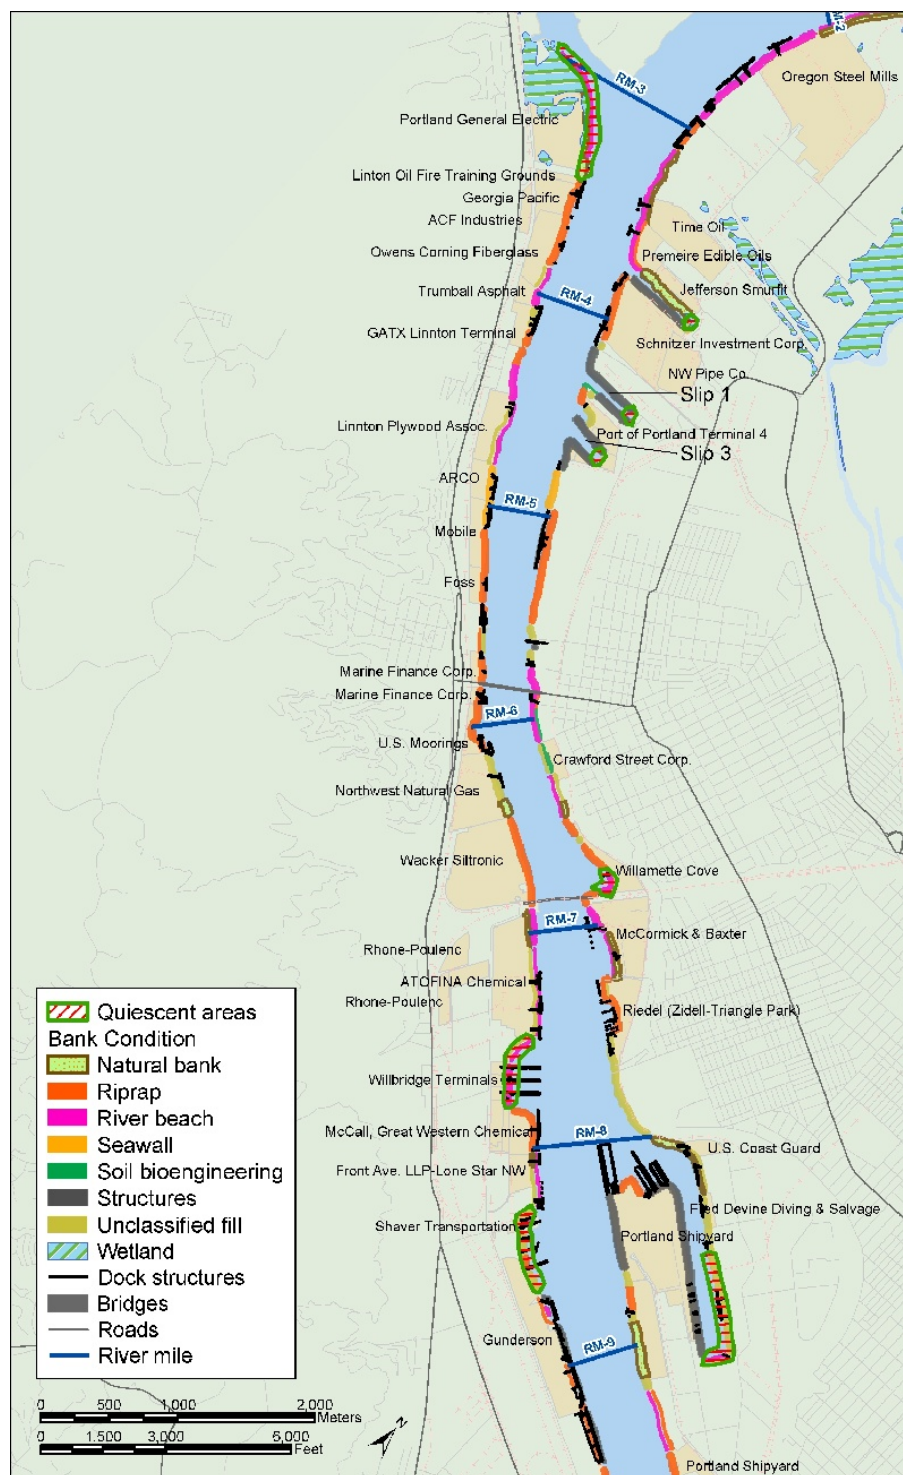 RM-2
Oregon Steel Mills
RM-3
Portland General Electric
Linton Oil Fire Training Grounds
Georgia Pacific
ACF Industries
Time Oil
Owens Corning Fiberglass
Premeire Edible Oils
Trumball Asphalt
Jefferson Smurfit
RM-4
GATX Linnton Terminal
Schnitzer Investment Corp.
NW Pipe Co.
Slip 1
Linnton Plywood Assoc.
Port of Portland Terminal 4
Slip 3
ARCO
RM-5
Mobile
Foss
Marine Finance Corp.
Marine Finance Corp.
RM-6
U.S. Moorings
Crawford Street Corp.
Northwest Natural Gas
Wacker Siltronic
Willamette Cove
RM-7
McCormick & Baxter
Rhone-Poulenc
ATOFINA Chemical
Rhone-Poulenc
Riedel (Zidell-Triangle Park)
Willbridge Terminals
McCall, Great Western Chemical
RM-8
U.S. Coast Guard
Front Ave. LLP-Lone Star NW
Fred Devine Diving & Salvage
Shaver Transportation
Portland Shipyard
Gunderson
RM-9
Portland Shipyard
Quiescent areas
Bank Condition
Natural bank
Riprap
River beach
Seawall
Soil bioengineering
Structures
Unclassified fill
Wetland
Dock structures
Bridges
Roads
River mile
0 500 1,000 2,000
Meters
0 1,500 3,000 6,000
Feet
N